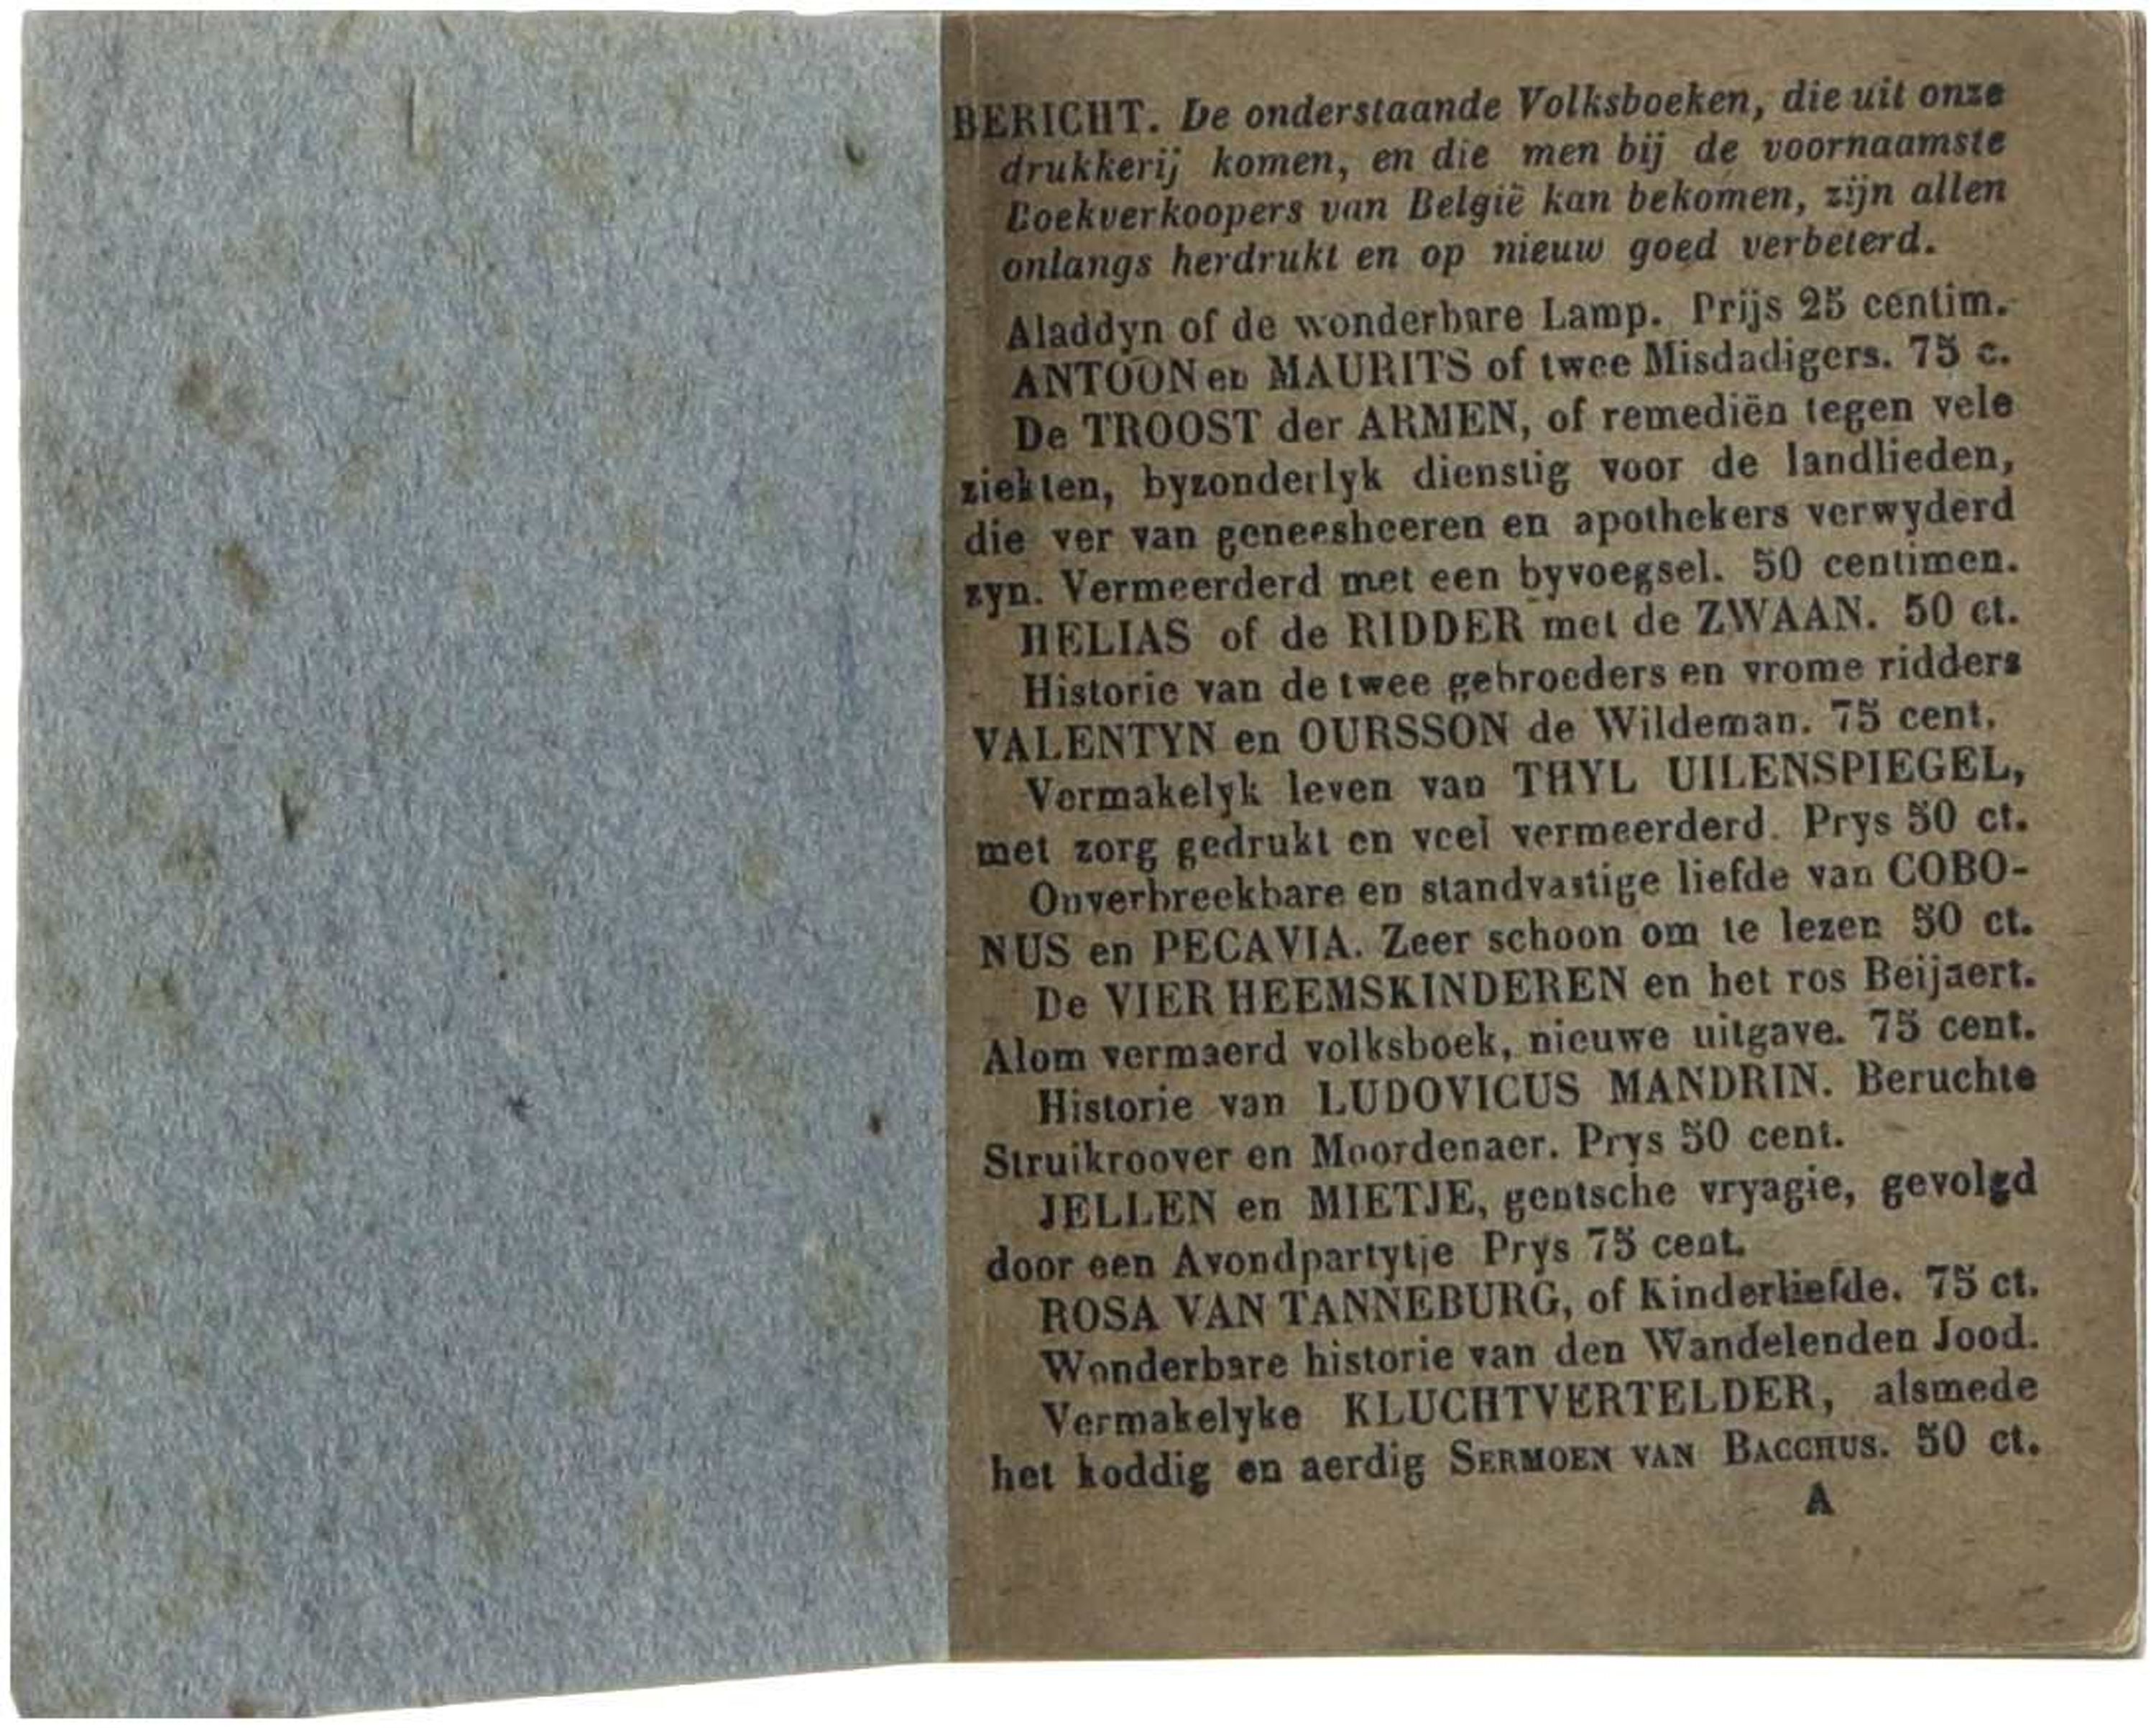 BERICHT. De onderstaande Volksboeken, die uit onze
drukkerij komen, en die men bij de voornaamste
Boekverkoopers van België kan bekomen, zijn allen
onlangs herdrukt en op nieuw goed verbeterd.
Aladdyn of de wonderbare Lamp. Prijs 25 centim.
ANTOON en MAURITS of twee Misdadigers. 75 c.
De TROOST der ARMEN, of remediën tegen vele
ziekten, byzonderlyk dienstig voor de landlieden,
die ver van geneesheeren en apothekers verwyderd
zyn. Vermeerderd met een byvoegsel. 50 centimen.
HELIAS of de RIDDER met de ZWAAN. 50 ct.
Historie van de twee gebroeders en vrome ridders
VALENTYN en OURSSON de Wildeman. 75 cent.
Vermakelyk leven van THYL UILENSPIEGEL,
met zorg gedrukt en veel vermeerderd. Prys 50 ct.
Onverbreekbare en standvastige liefde van COBO-
NUS en PECAVIA. Zeer schoon om te lezen 50 ct.
De VIER HEEMSKINDEREN en het ros Beijaert.
Alom vermaerd volksboek, nieuwe uitgave. 75 cent.
Historie van LUDOVICUS MANDRIN. Beruchte
Struikroover en Moordenaer. Prys 50 cent.
JELLEN en MIETJE, gentsche vryagie, gevolgd
door een Avondpartytje Prys 75 cent.
ROSA VAN TANNEBURG, of Kinderliefde. 75 ct.
Wonderbare historie van den Wandelenden Jood.
Vermakelyke KLUCHTVERTELDER, alsmede
het koddig en aerdig SERMOEN VAN BACCHUS. 50 ct.
A